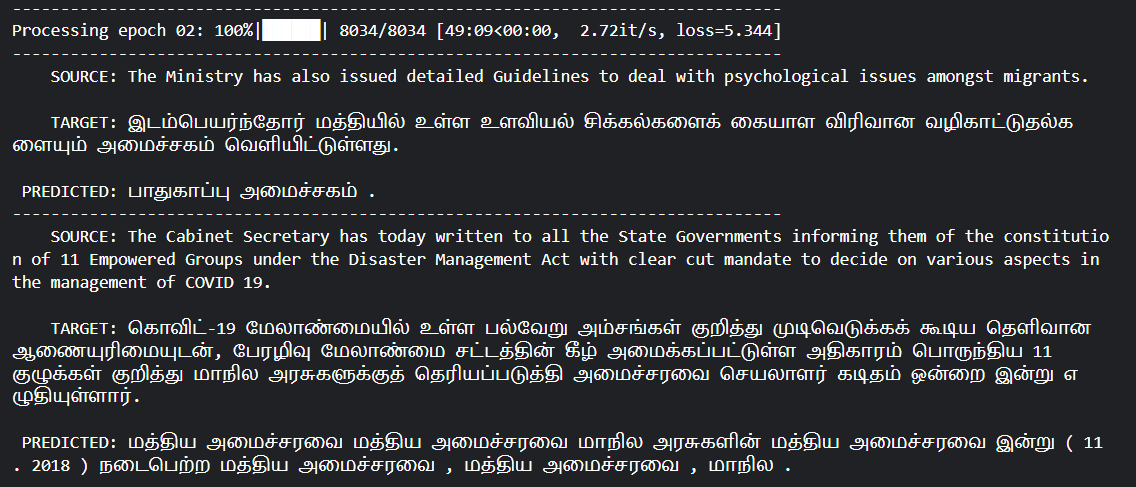 --------------------------------------------------------------------------------
Processing epoch 02: 100%|██████| 8034/8034 [49:09<00:00,  2.72it/s, loss=5.344]
--------------------------------------------------------------------------------
    SOURCE: The Ministry has also issued detailed Guidelines to deal with psychological issues amongst migrants.
    TARGET: இடம்பெயர்ந்தோர் மத்தியில் உள்ள உளவியல் சிக்கல்களைக் கையாள விரிவான வழிகாட்டுதல்க
ளையும் அமைச்சகம் வெளியிட்டுள்ளது.
 PREDICTED: பாதுகாப்பு அமைச்சகம் .
--------------------------------------------------------------------------------
    SOURCE: The Cabinet Secretary has today written to all the State Governments informing them of the constitutio
n of 11 Empowered Groups under the Disaster Management Act with clear cut mandate to decide on various aspects in
the management of COVID 19.
    TARGET: கொவிட்-19 மேலாண்மையில் உள்ள பல்வேறு அம்சங்கள் குறித்து முடிவெடுக்கக் கூடிய தெளிவான
ஆணையுரிமையுடன், பேரழிவு மேலாண்மை சட்டத்தின் கீழ் அமைக்கப்பட்டுள்ள அதிகாரம் பொருந்திய 11
குழுக்கள் குறித்து மாநில அரசுகளுக்குத் தெரியப்படுத்தி அமைச்சரவை செயலாளர் கடிதம் ஒன்றை இன்று எ
ழுதியுள்ளார்.
 PREDICTED: மத்திய அமைச்சரவை மத்திய அமைச்சரவை மாநில அரசுகளின் மத்திய அமைச்சரவை இன்று ( 11
. 2018 ) நடைபெற்ற மத்திய அமைச்சரவை , மத்திய அமைச்சரவை , மாநில .